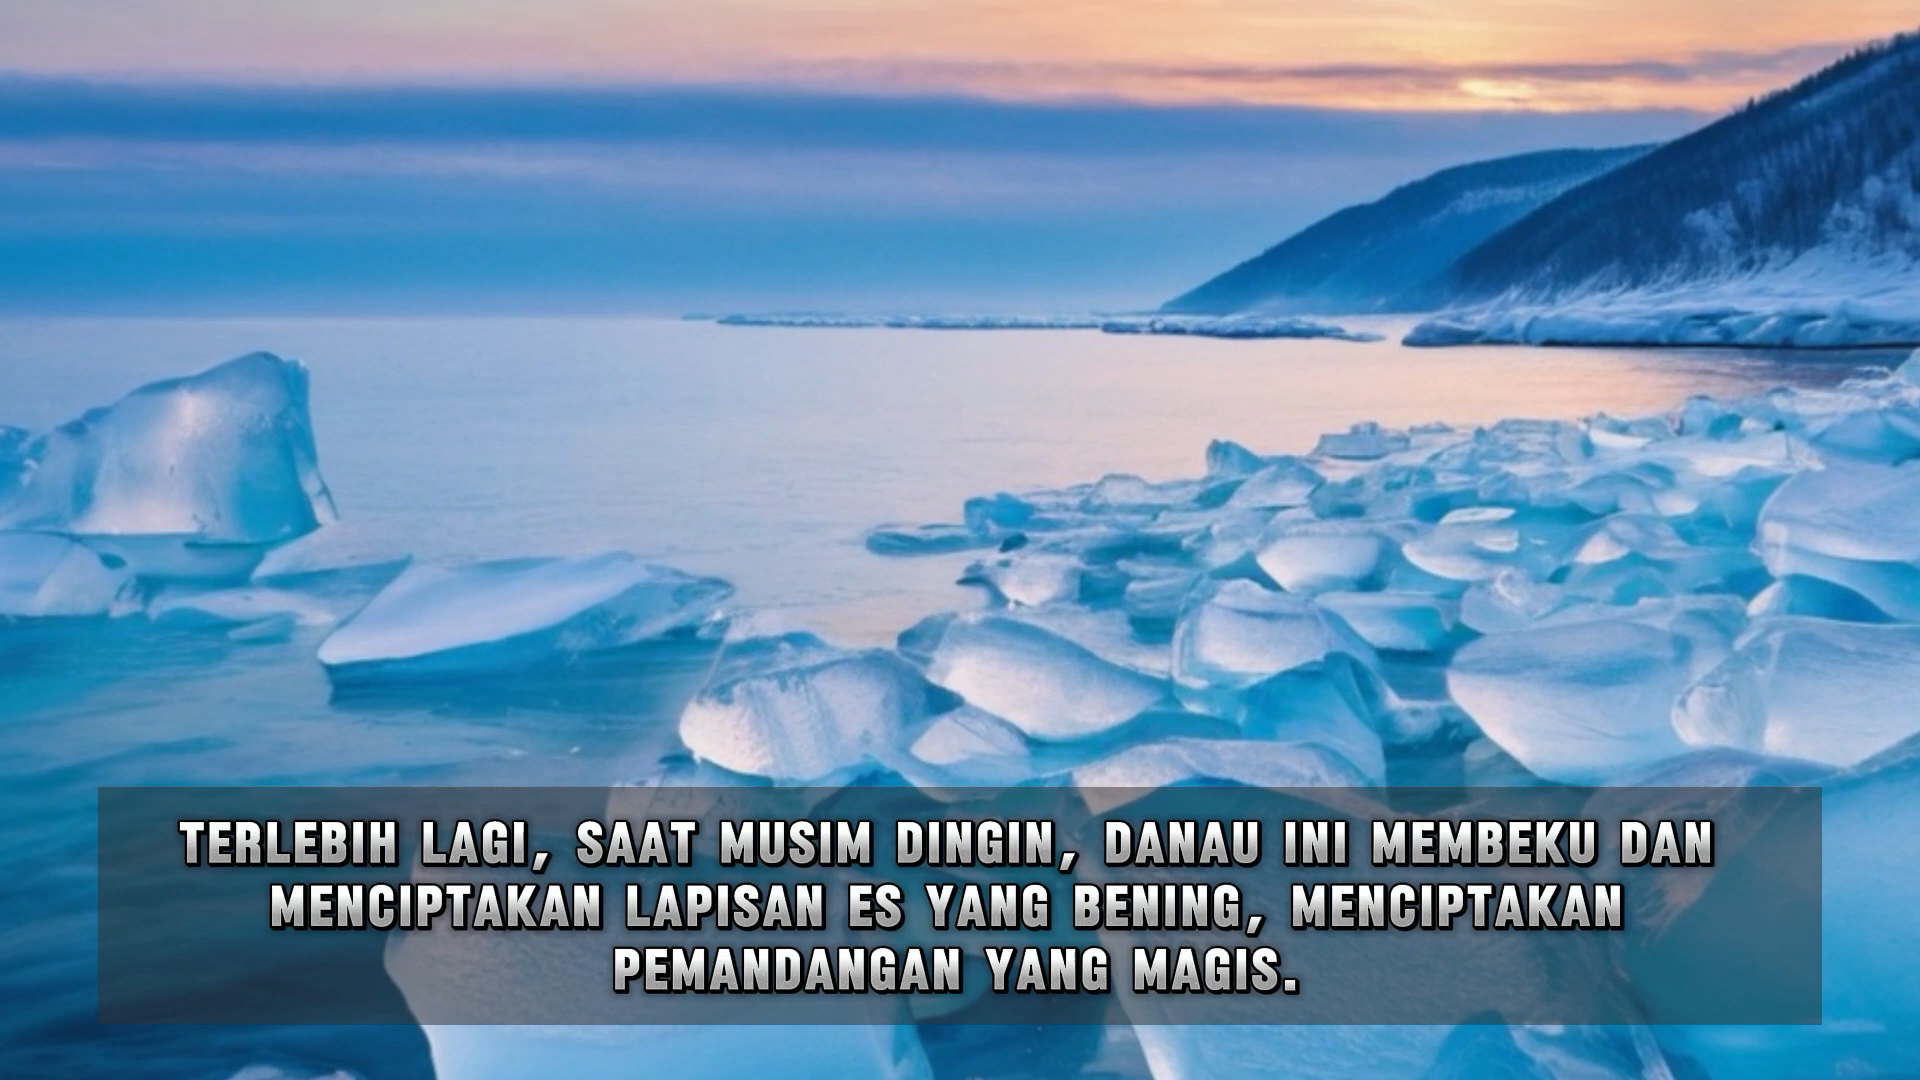 TERLEBIH LAGI, SAAT MUSIM DINGIN, DANAU INI MEMBEKU DAN
MENCIPTAKAN LAPISAN ES YANG BENING, MENCIPTAKAN
PEMANDANGAN YANG MAGIS.